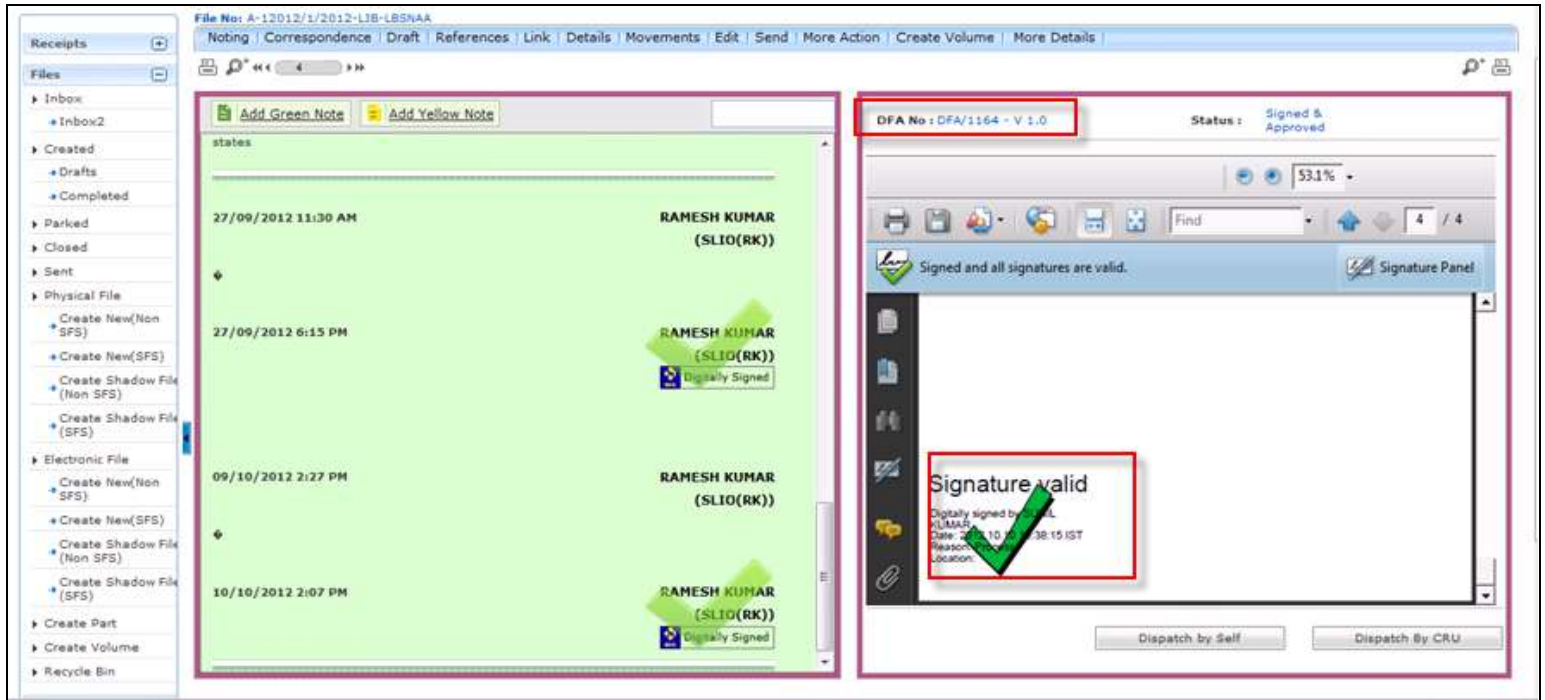 File No: A-12012/1/2012-LIB-LBSNAA
Noting | Correspondence | Draft | References | Link | Details | Movements | Edit | Send | More Action | Create Volume | More Details |
Receipts
Files
Inbox
Inbox2
Created
Drafts
Completed
Parked
Closed
Sent
Physical File
Create New(Non
SFS)
Create New(SFS)
Create Shadow File
(Non SFS)
Create Shadow File
(SFS)
Electronic File
Create New(Non
SFS)
Create New(SFS)
Create Shadow File
(Non SFS)
Create Shadow File
(SFS)
Create Part
Create Volume
Recycle Bin
4
Add Green Note Add Yellow Note
states
27/09/2012 11:30 AM RAMESH KUMAR
(SLIO(RK))
27/09/2012 6:15 PM RAMESH KUMAR
(SLIO(RK))
Digitally Signed
09/10/2012 2:27 PM RAMESH KUMAR
(SLIO(RK))
10/10/2012 2:07 PM RAMESH KUMAR
(SLIO(RK))
Digitally Signed
DFA No : DFA/1164 - V 1.0 Status : Signed &
Approved
53.1%
Find 4 / 4
Signed and all signatures are valid. Signature Panel
Signature valid
Digitally signed by
KUMAR
Date: 38:15 IST
Reason:
Location:
Dispatch by Self Dispatch By CRU